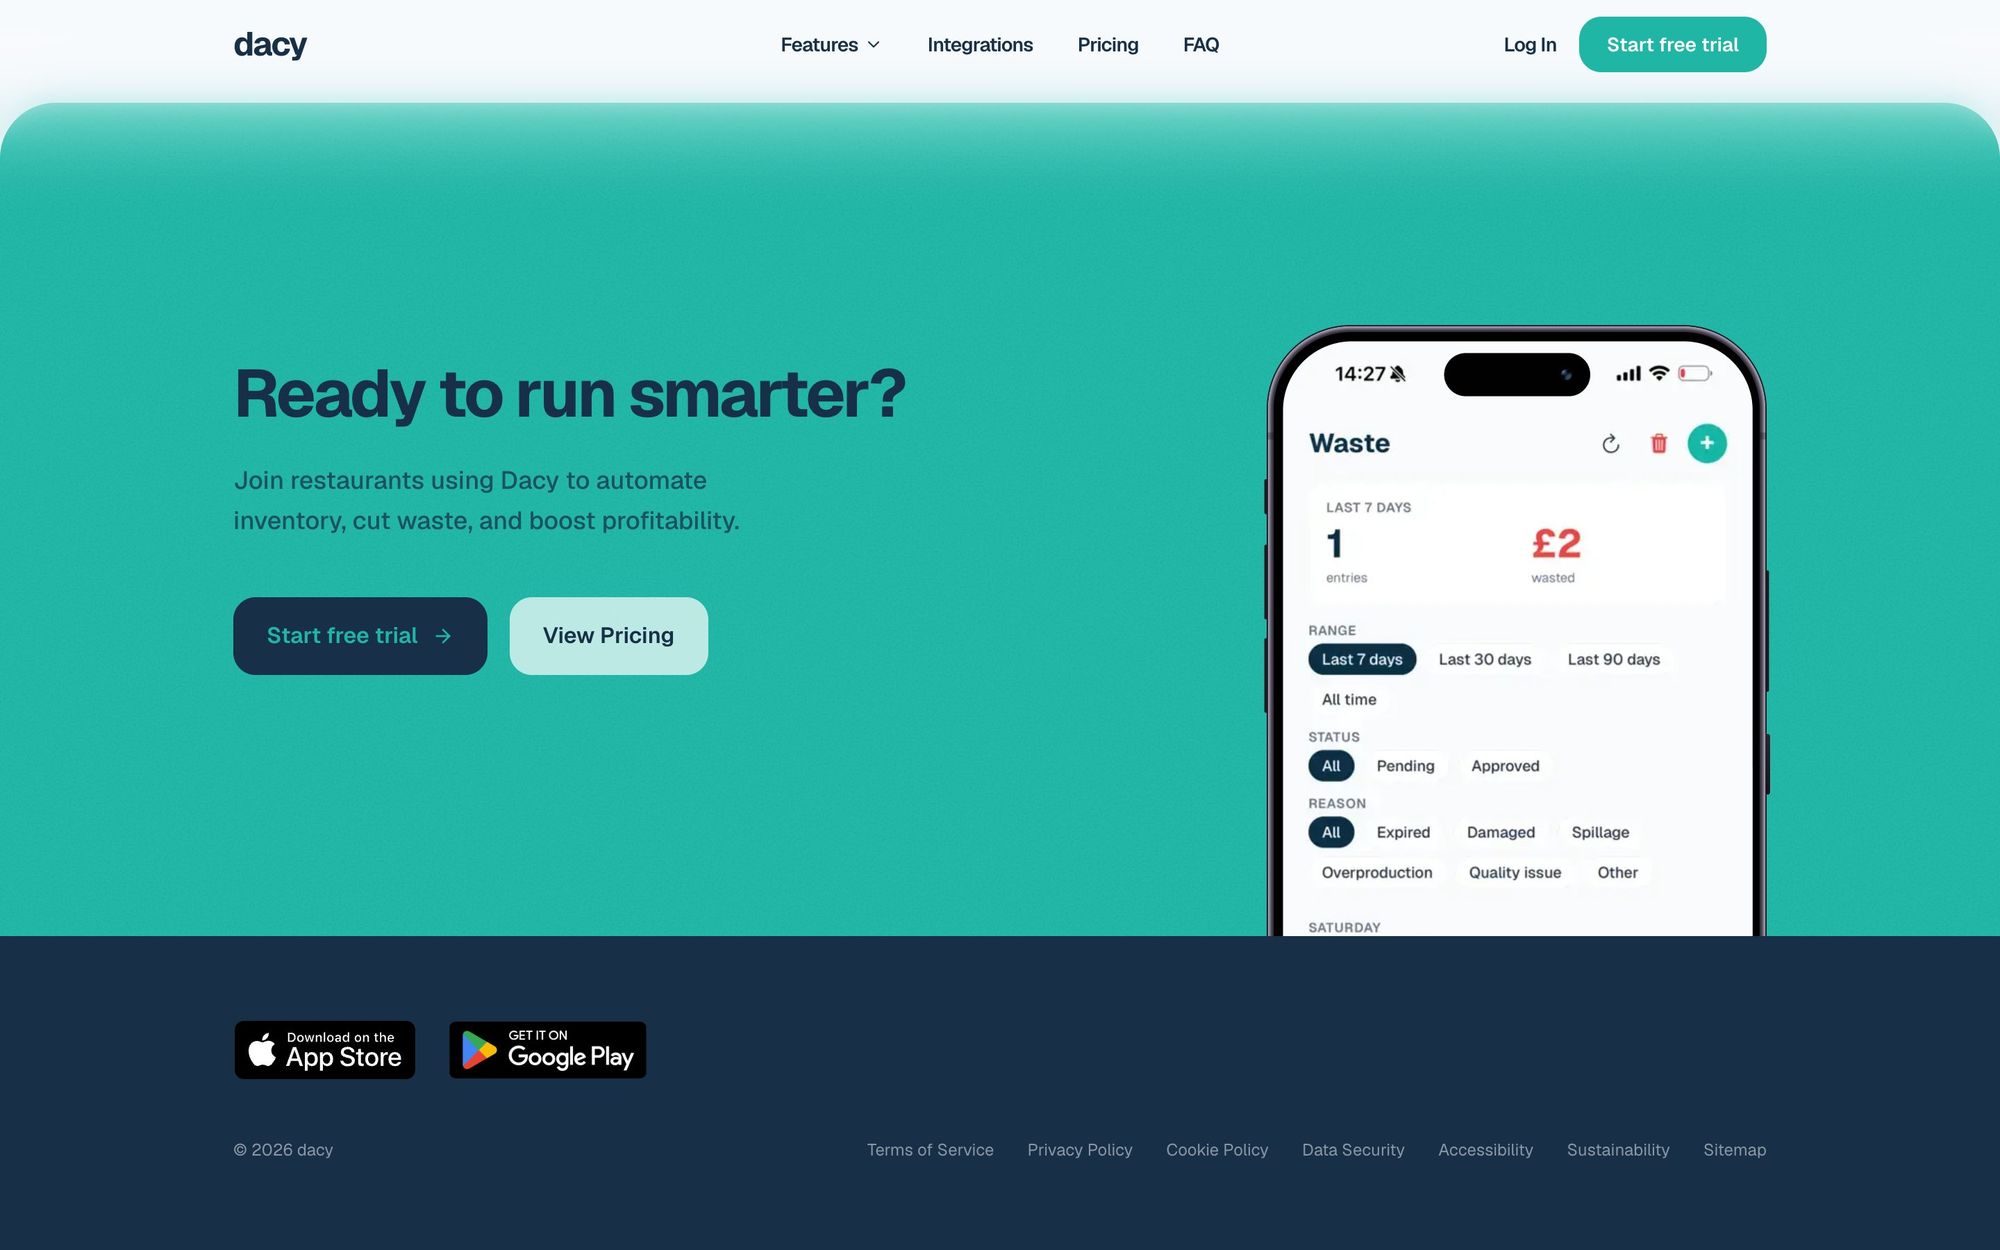 dacy
Features
Integrations
Pricing
FAQ
Log In
Start free trial
Ready to run smarter?
Join restaurants using Dacy to automate
inventory, cut waste, and boost profitability.
Start free trial →
View Pricing
14:27
Waste
+
LAST 7 DAYS
1
£2
entries
wasted
RANGE
Last 7 days
Last 30 days
Last 90 days
All time
STATUS
All
Pending
Approved
REASON
All
Expired
Damaged
Spillage
Overproduction
Quality issue
Other
SATURDAY
Download on the
App Store
GET IT ON
Google Play
© 2026 dacy
Terms of Service
Privacy Policy
Cookie Policy
Data Security
Accessibility
Sustainability
Sitemap